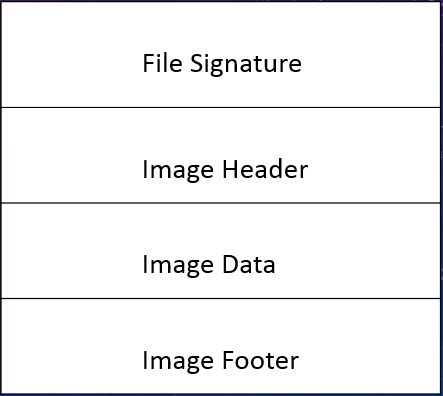 File Signature
Image Header
Image Data
Image Footer